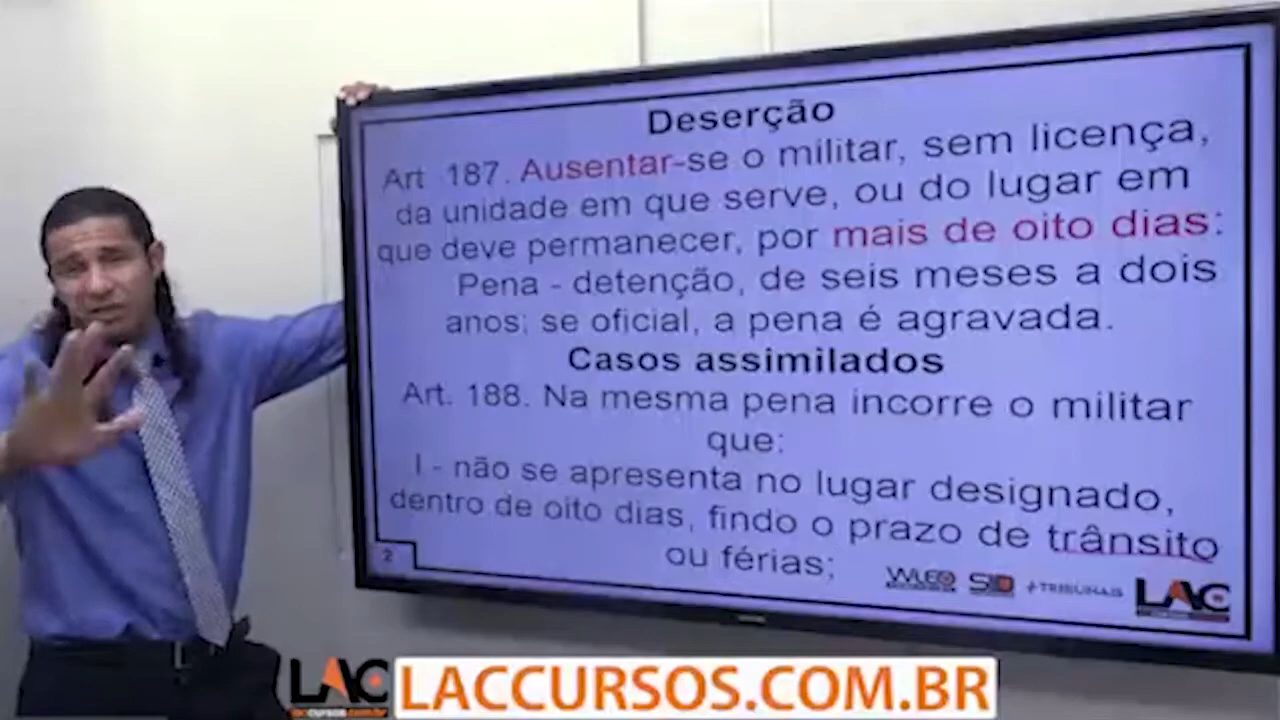 Deserção
Art 187. Ausentar-se o militar, sem licença,
da unidade em que serve, ou do lugar em
que deve permanecer, por mais de oito dias:
Pena - detenção, de seis meses a dois
anos; se oficial, a pena é agravada.
Casos assimilados
Art. 188. Na mesma pena incorre o militar
que:
I - não se apresenta no lugar designado,
dentro de oito dias, findo o prazo de trânsito
ou férias;
2
+TRIBUNAIS
LAC
LAC
LACCURSOS.COM.BR